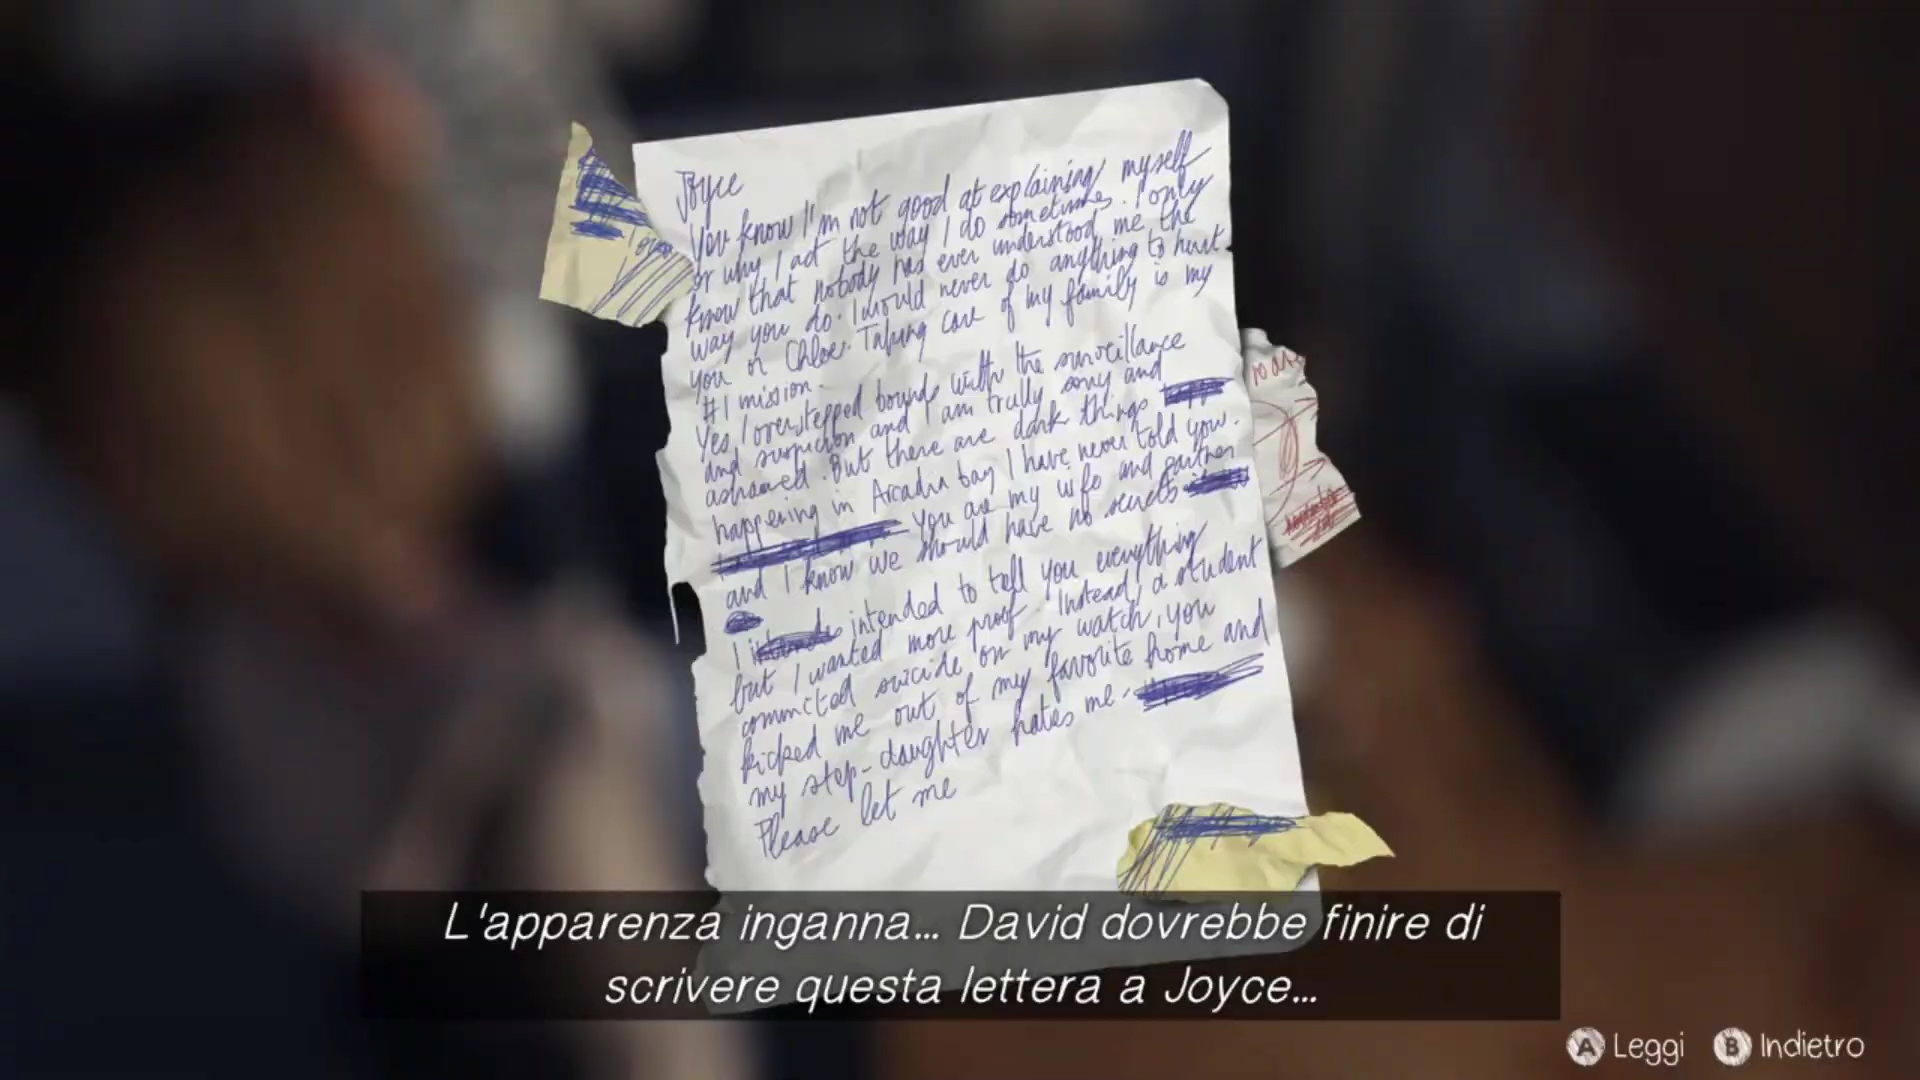 Joyce
You know I'm not good at explaining myself
or why I act the way I do sometimes. I only
know that nobody has ever understood me the
way you do. I would never do anything to hurt
you or Chloe. Taking care of my family is my
#1 mission.
Yes I overstepped bounds with the surveillance
and suspicion and I am trully sorry and
ashamed. But there are dark things
happening in Arcadia bay I have never told you.
You are my wife and partner
and I know we should have no secrets
I intended to tell you everything
but I wanted more proof. Instead, a student
committed suicide on my watch, you
kicked me out of my favorite home and
my step-daughter hates me.
Please let me
L'apparenza inganna... David dovrebbe finire di
scrivere questa lettera a Joyce...
A Leggi B Indietro